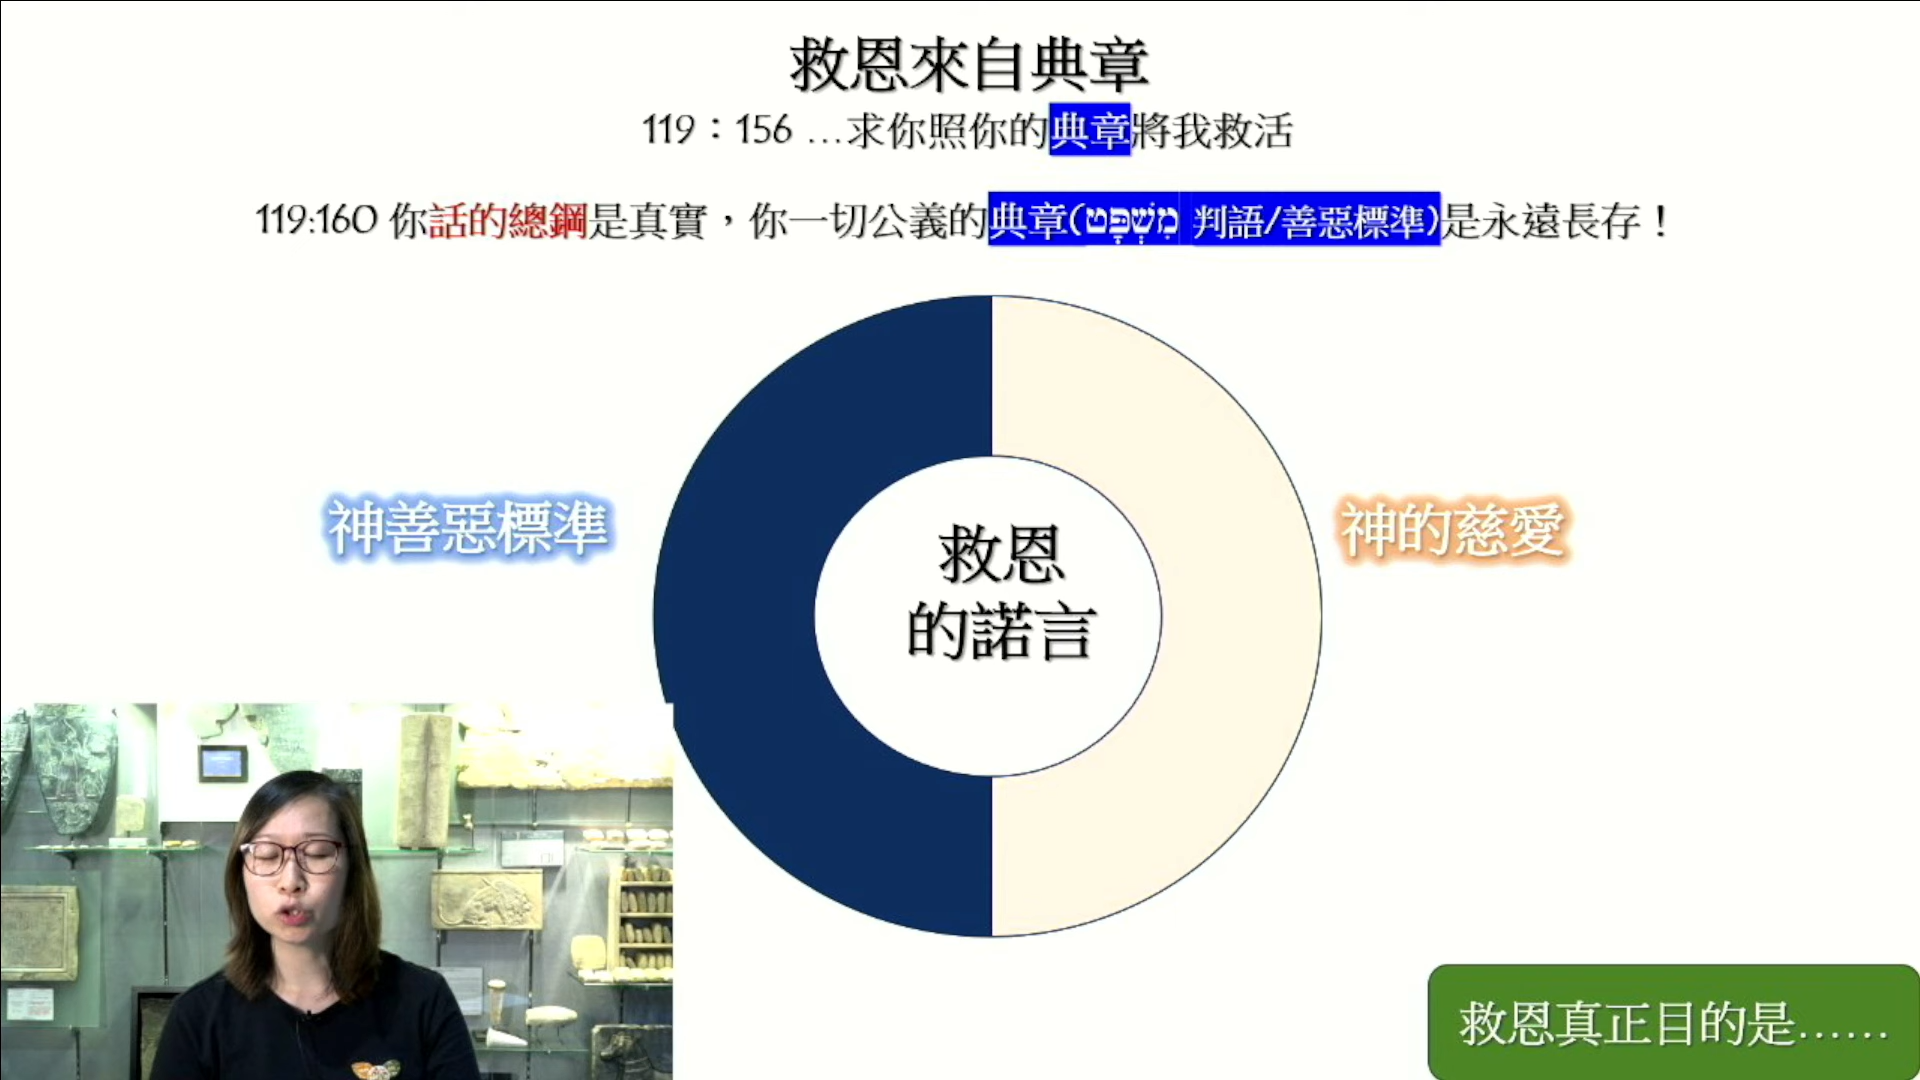 救恩來自典章
119：156 …求你照你的典章將我救活
119:160 你話的總鋼是真實，你一切公義的典章(מִשְׁפָּט 判語/善惡標準)是永遠長存！
神善惡標準
救恩
的諾言
神的慈愛
救恩真正目的是……